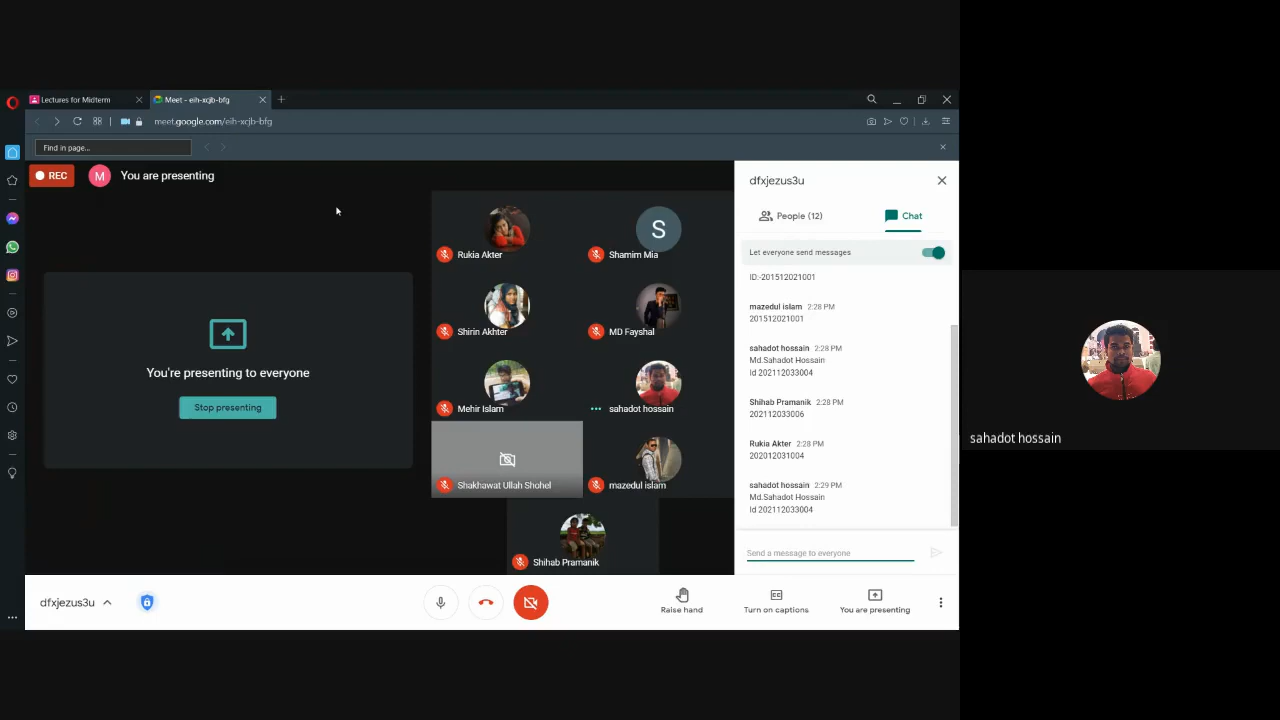 Lectures for Midterm
Meet - eih-xqjb-bfg
meet.google.com/eih-xqjb-bfg
Find in page...
REC
M
You are presenting
You're presenting to everyone
Stop presenting
Rukia Akter
S
Shamim Mia
Shirin Akhter
MD Fayshal
Mehir Islam
sahadot hossain
Shakhawat Ullah Shohel
mazedul islam
Shihab Pramanik
dfxjezus3u
People (12)
Chat
Let everyone send messages
ID:-201512021001
mazedul islam 2:28 PM
201512021001
sahadot hossain 2:28 PM
Md.Sahadot Hossain
Id 202112033004
Shihab Pramanik 2:28 PM
202112033006
Rukia Akter 2:28 PM
202012031004
sahadot hossain 2:29 PM
Md.Sahadot Hossain
Id 202112033004
Send a message to everyone
dfxjezus3u
Raise hand
Turn on captions
You are presenting
sahadot hossain